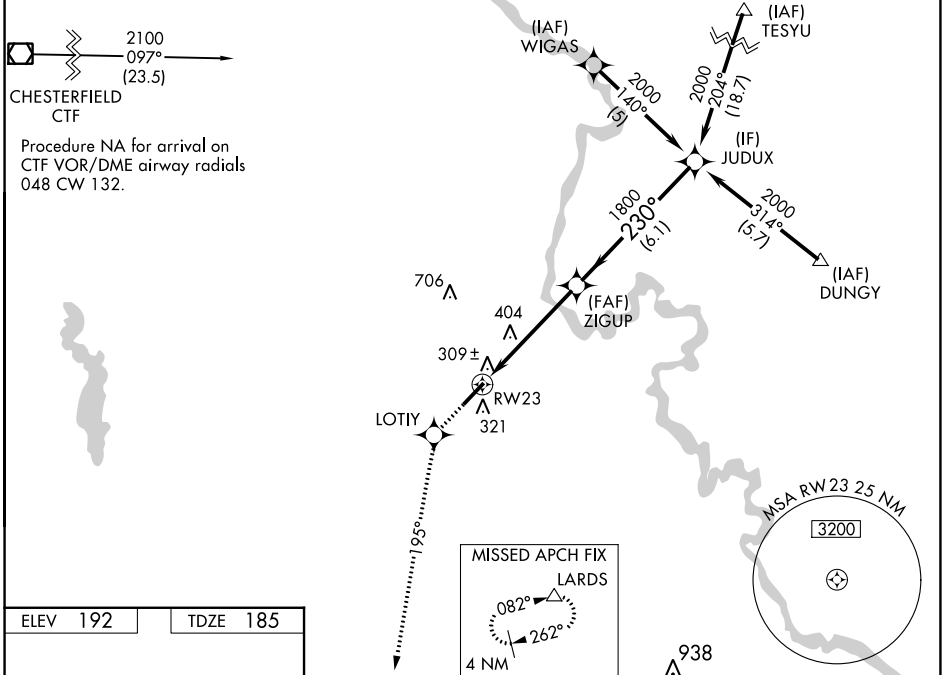 2100
097°
(23.5)
CHESTERFIELD
CTF
Procedure NA for arrival on
CTF VOR/DME airway radials
048 CW 132.
(IAF)
WIGAS
2000
140°
(5)
(IAF)
TESYU
2000
204°
(18.7)
(IF)
JUDUX
2000
314°
(5.7)
(IAF)
DUNGY
1800
230°
(6.1)
(FAF)
ZIGUP
706
404
309±
RW23
321
LOTIY
195°
MSA RW23 25 NM
3200
MISSED APCH FIX
LARDS
082°
262°
4 NM
938
ELEV 192
TDZE 185